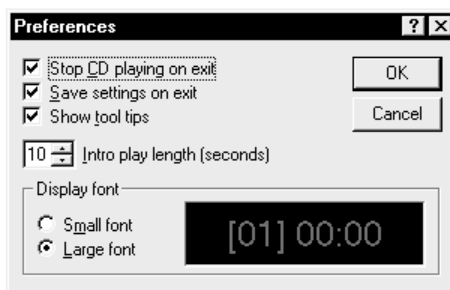 Preferences
Stop CD playing on exit
OK
Save settings on exit
Show tool tips
Cancel
10 Intro play length (seconds)
Display font
Small font
Large font
[01] 00:00